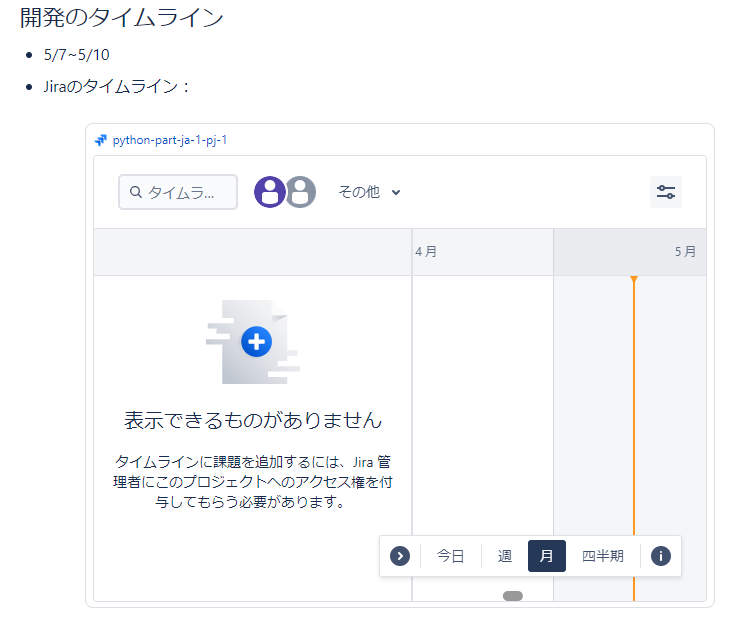 開発のタイムライン
5/7~5/10
Jiraのタイムライン：
python-part-ja-1-pj-1
タイムラ...
その他
4 月
5 月
表示できるものがありません
タイムラインに課題を追加するには、Jira 管
理者にこのプロジェクトへのアクセス権を付
与してもらう必要があります。
今日 週 月 四半期